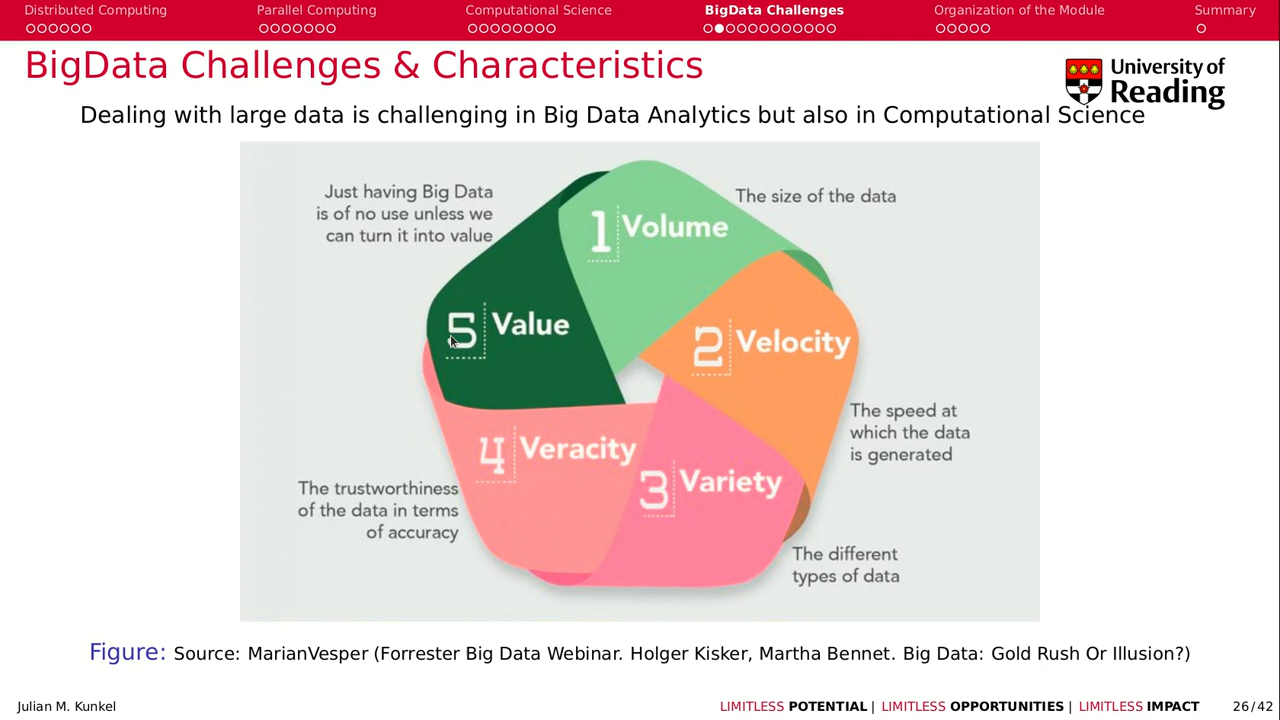 Distributed Computing Parallel Computing Computational Science BigData Challenges Organization of the Module Summary
BigData Challenges & Characteristics
University of
Reading
Dealing with large data is challenging in Big Data Analytics but also in Computational Science
Just having Big Data
is of no use unless we
can turn it into value
1 Volume
The size of the data
5 Value
2 Velocity
The speed at
which the data
is generated
4 Veracity
The trustworthiness
of the data in terms
of accuracy
3 Variety
The different
types of data
Figure: Source: MarianVesper (Forrester Big Data Webinar. Holger Kisker, Martha Bennet. Big Data: Gold Rush Or Illusion?)
Julian M. Kunkel LIMITLESS POTENTIAL | LIMITLESS OPPORTUNITIES | LIMITLESS IMPACT 26/42